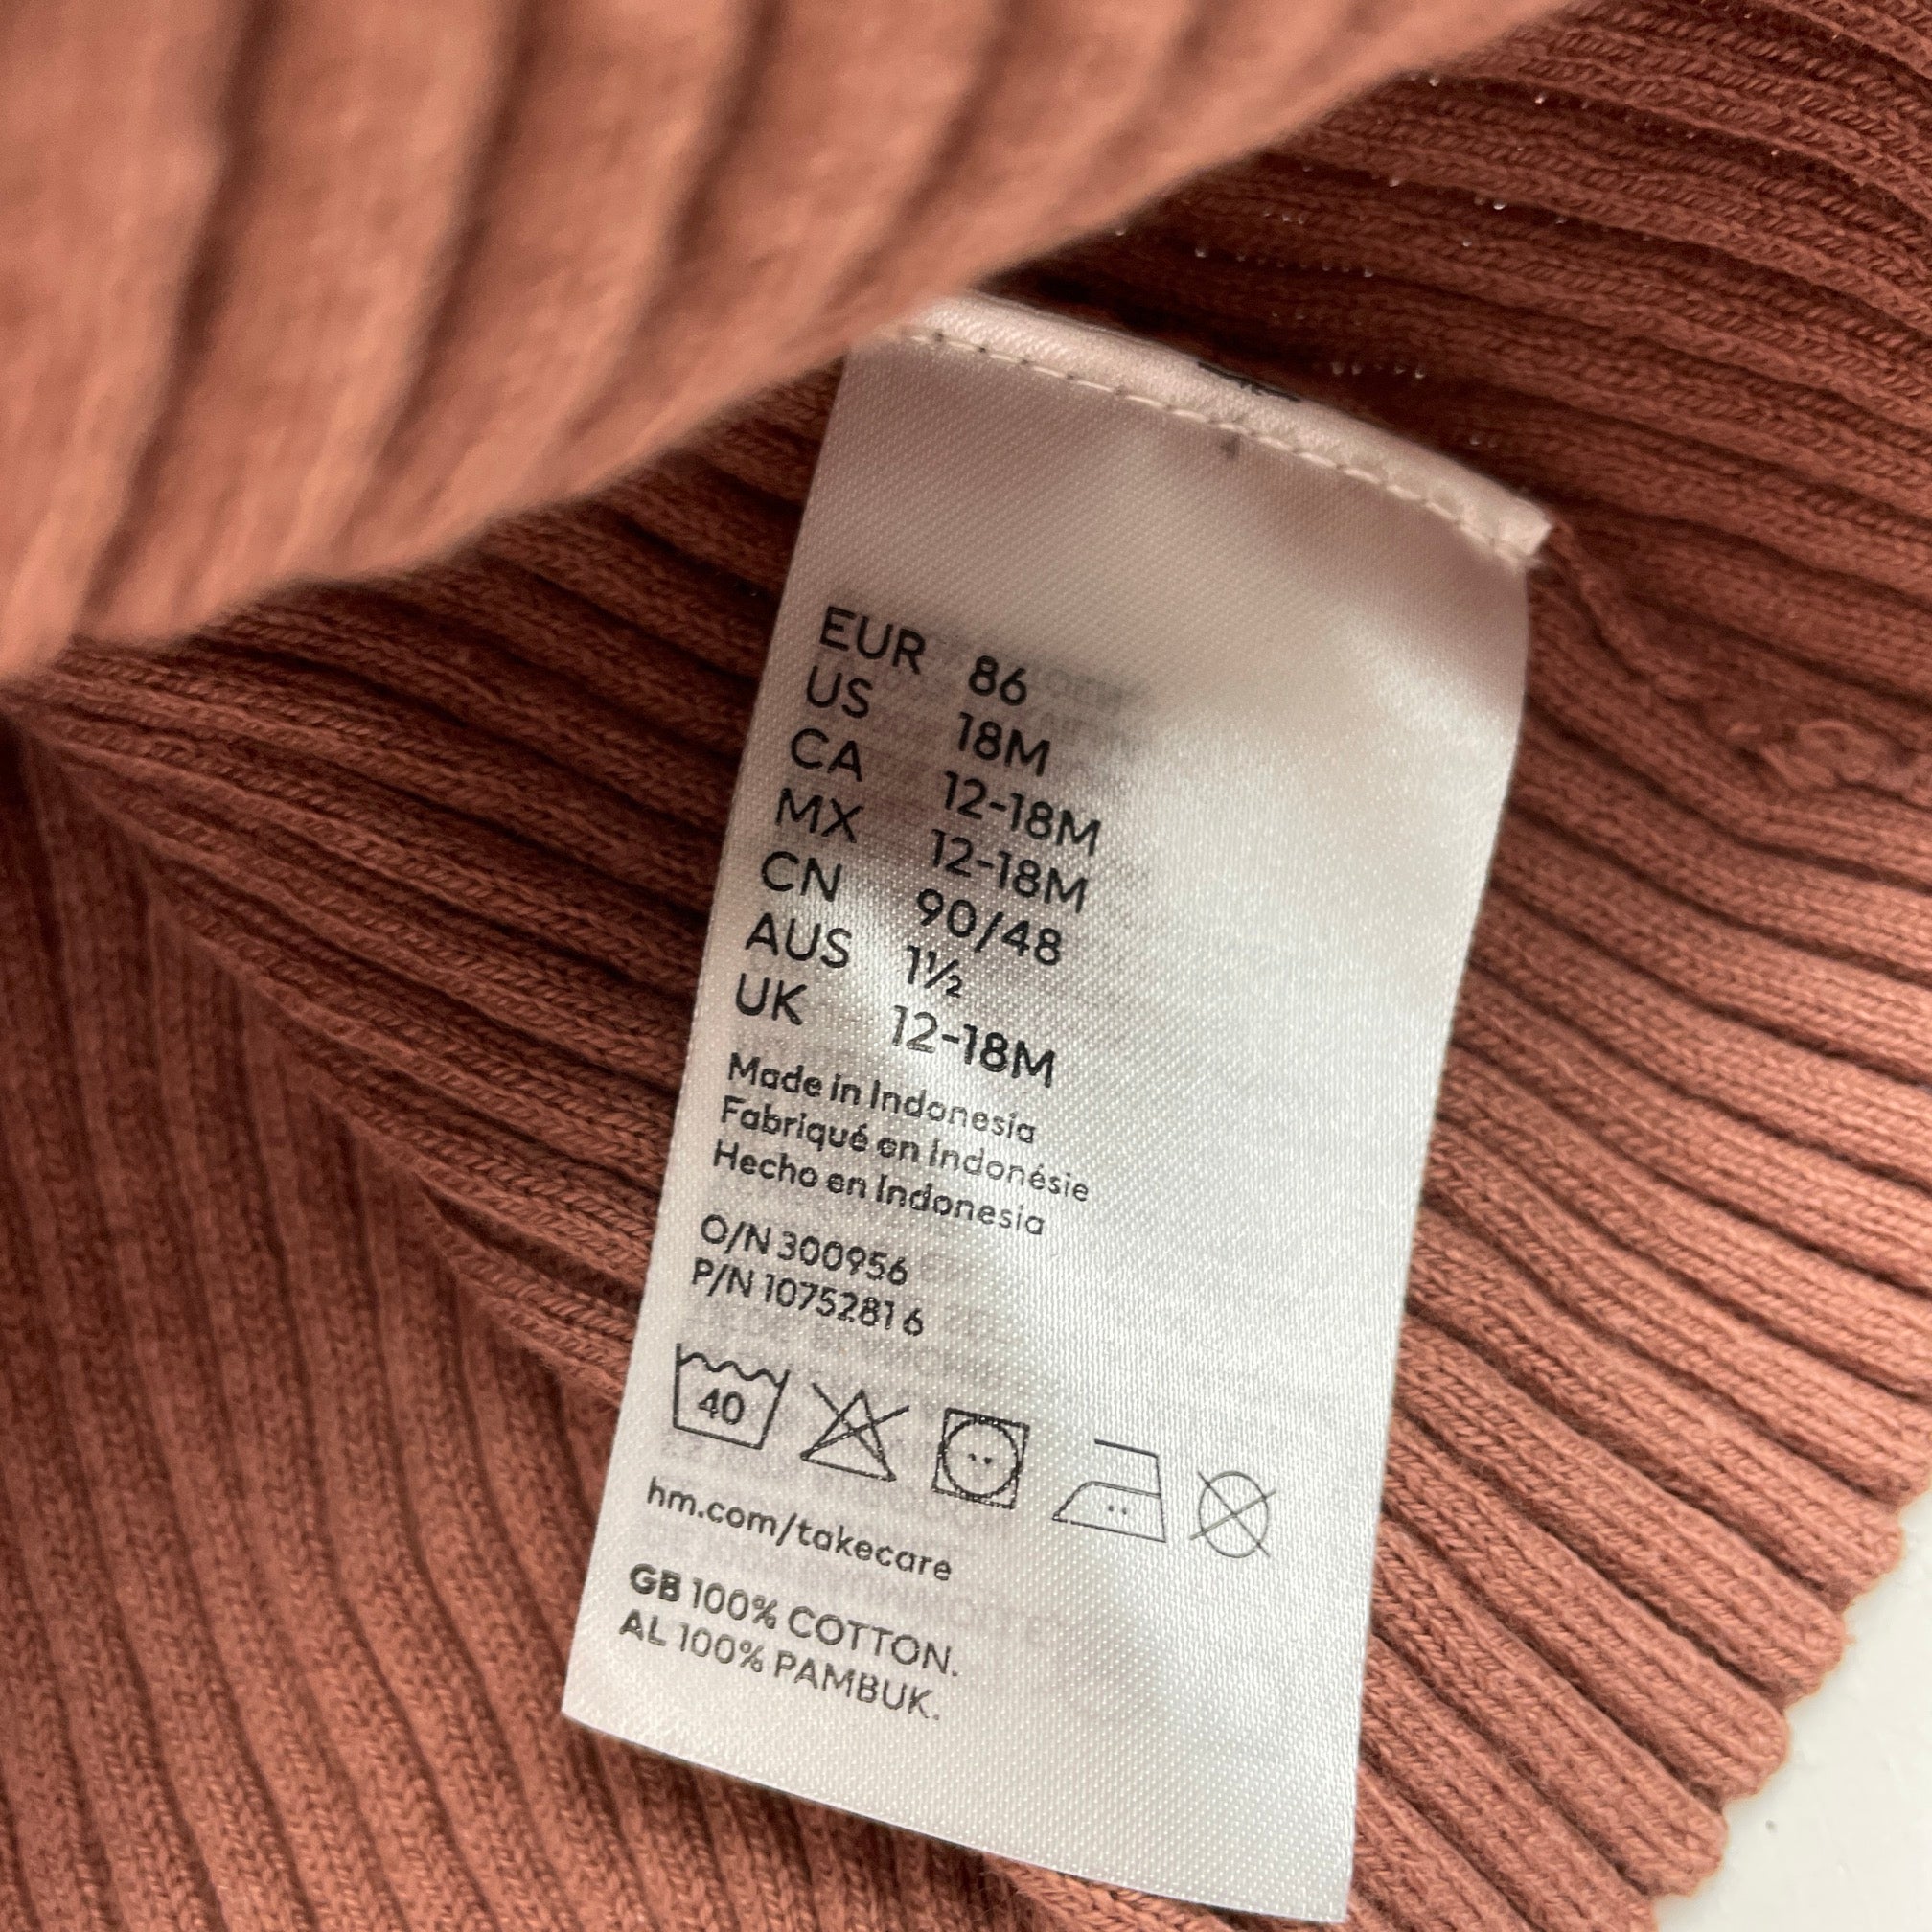 EUR 86
US 18M
CA 12-18M
MX 12-18M
CN 90/48
AUS 1½
UK 12-18M
Made in Indonesia
Fabriqué en Indonésie
Hecho en Indonesia
O/N 300956
P/N 10752816
40
hm.com/takecare
GB 100% COTTON.
AL 100% PAMBUK.